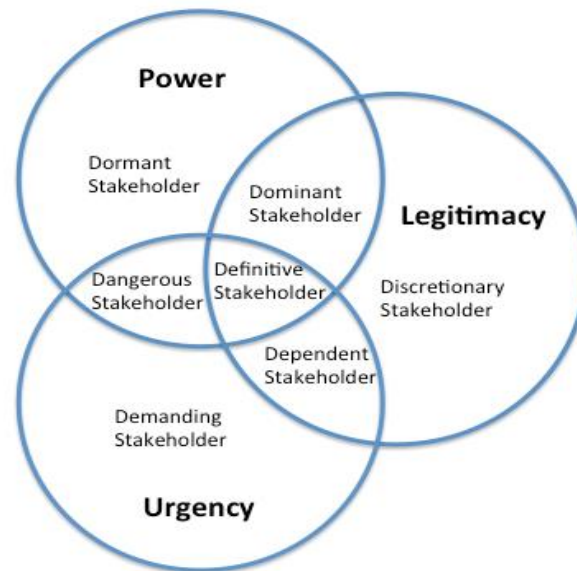 Power
Dormant
Stakeholder
Dominant
Stakeholder
Legitimacy
Dangerous
Stakeholder
Definitive
Stakeholder
Discretionary
Stakeholder
Dependent
Stakeholder
Demanding
Stakeholder
Urgency